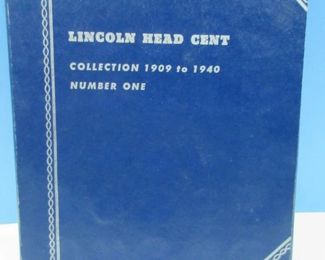 LINCOLN HEAD CENT
COLLECTION 1909 to 1940
NUMBER ONE